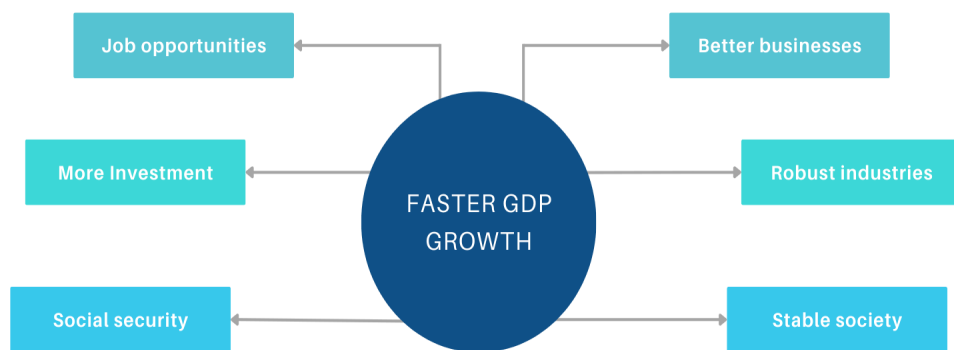 Job opportunities
Better businesses
More Investment
Robust industries
FASTER GDP
GROWTH
Social security
Stable society